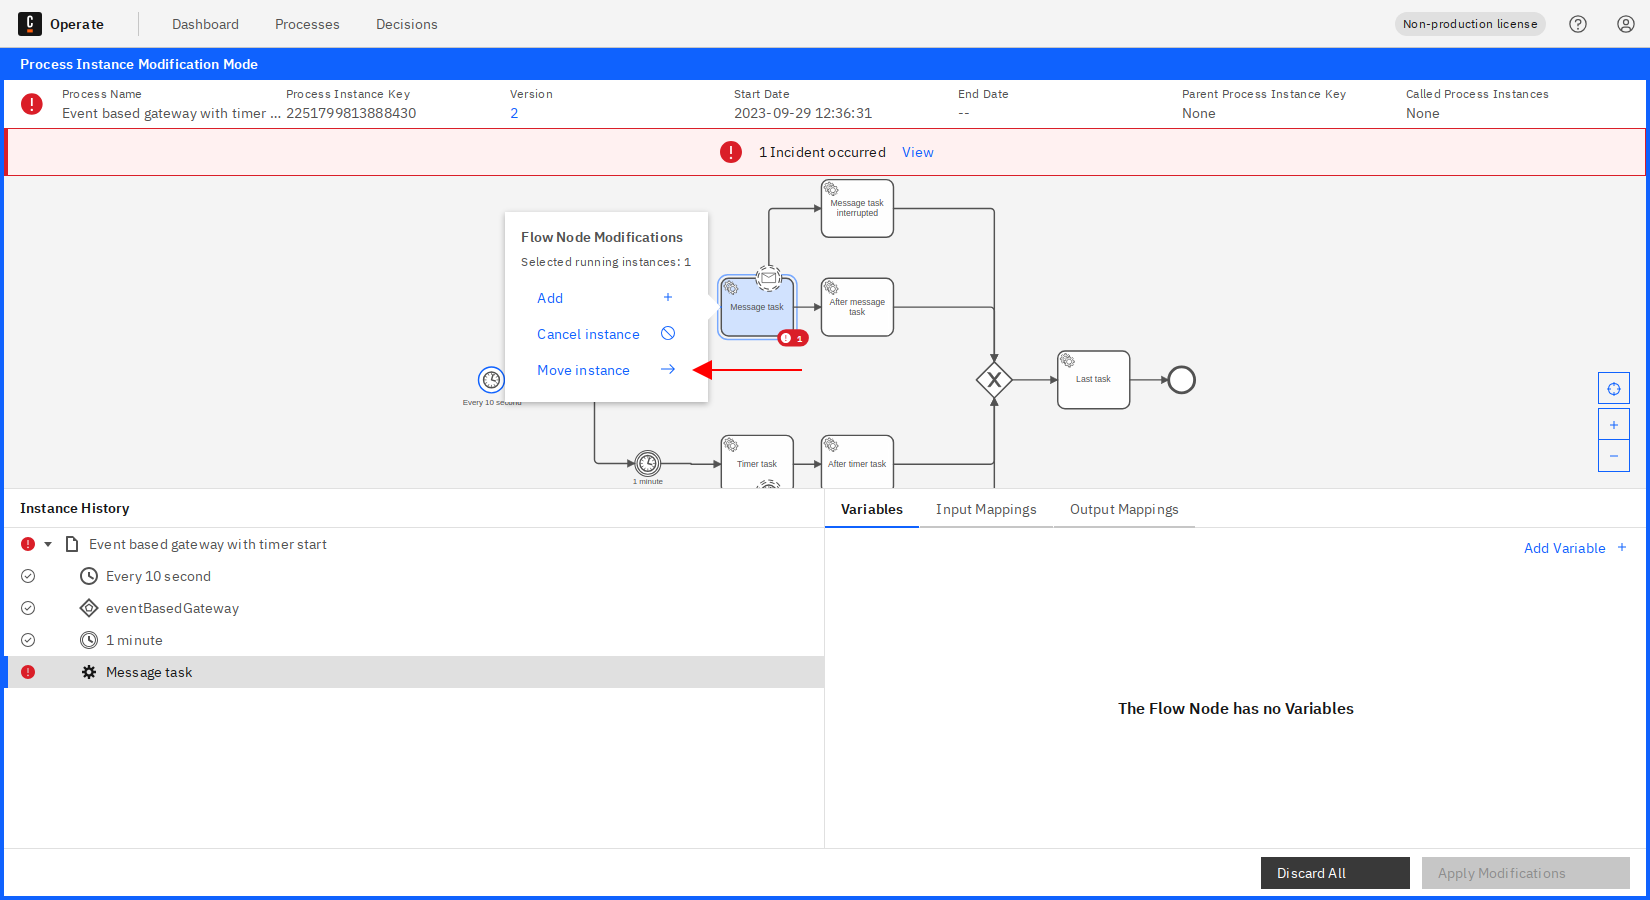 Operate
Dashboard
Processes
Decisions
Non-production license
Process Instance Modification Mode
Process Name
Process Instance Key
Version
Start Date
End Date
Parent Process Instance Key
Called Process Instances
Event based gateway with timer ...
2251799813888430
2
2023-09-29 12:36:31
--
None
None
1 Incident occurred
View
Message task
interrupted
Flow Node Modifications
Selected running instances: 1
Add
Cancel instance
Move instance
Message task
1
After message
task
Last task
Every 10 second
Timer task
After timer task
1 minute
Instance History
Event based gateway with timer start
Every 10 second
eventBasedGateway
1 minute
Message task
Variables
Input Mappings
Output Mappings
Add Variable
The Flow Node has no Variables
Discard All
Apply Modifications